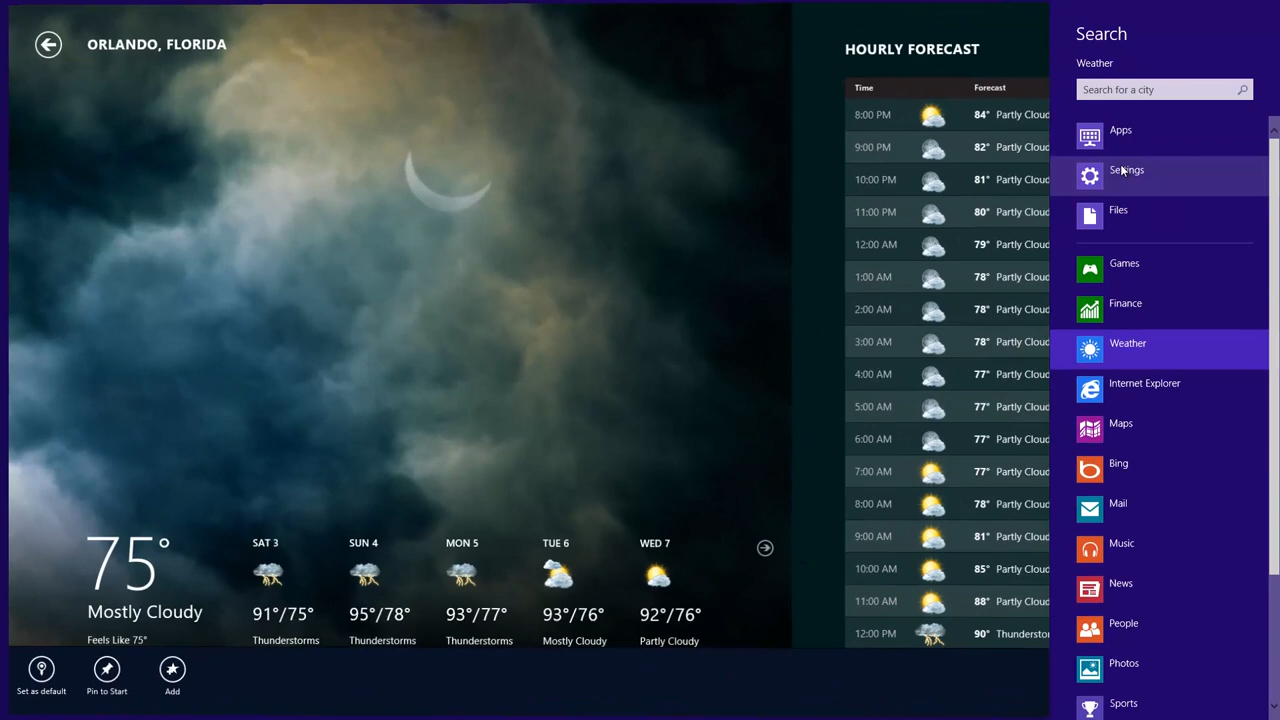 ORLANDO, FLORIDA
75°
Mostly Cloudy
Feels Like 75°
SAT 3
91°/75°
Thunderstorms
SUN 4
95°/78°
Thunderstorms
MON 5
93°/77°
Thunderstorms
TUE 6
93°/76°
Mostly Cloudy
WED 7
92°/76°
Partly Cloudy
HOURLY FORECAST
Time Forecast
8:00 PM 84° Partly Cloud
9:00 PM 82° Partly Cloud
10:00 PM 81° Partly Cloud
11:00 PM 80° Partly Cloud
12:00 AM 79° Partly Cloud
1:00 AM 78° Partly Cloud
2:00 AM 78° Partly Cloud
3:00 AM 78° Partly Cloud
4:00 AM 77° Partly Cloud
5:00 AM 77° Partly Cloud
6:00 AM 77° Partly Cloud
7:00 AM 77° Partly Cloud
8:00 AM 78° Partly Cloud
9:00 AM 81° Partly Cloud
10:00 AM 85° Partly Cloud
11:00 AM 88° Partly Cloud
12:00 PM 90° Thunderstor
Set as default
Pin to Start
Add
Search
Weather
Search for a city
Apps
Settings
Files
Games
Finance
Weather
Internet Explorer
Maps
Bing
Mail
Music
News
People
Photos
Sports